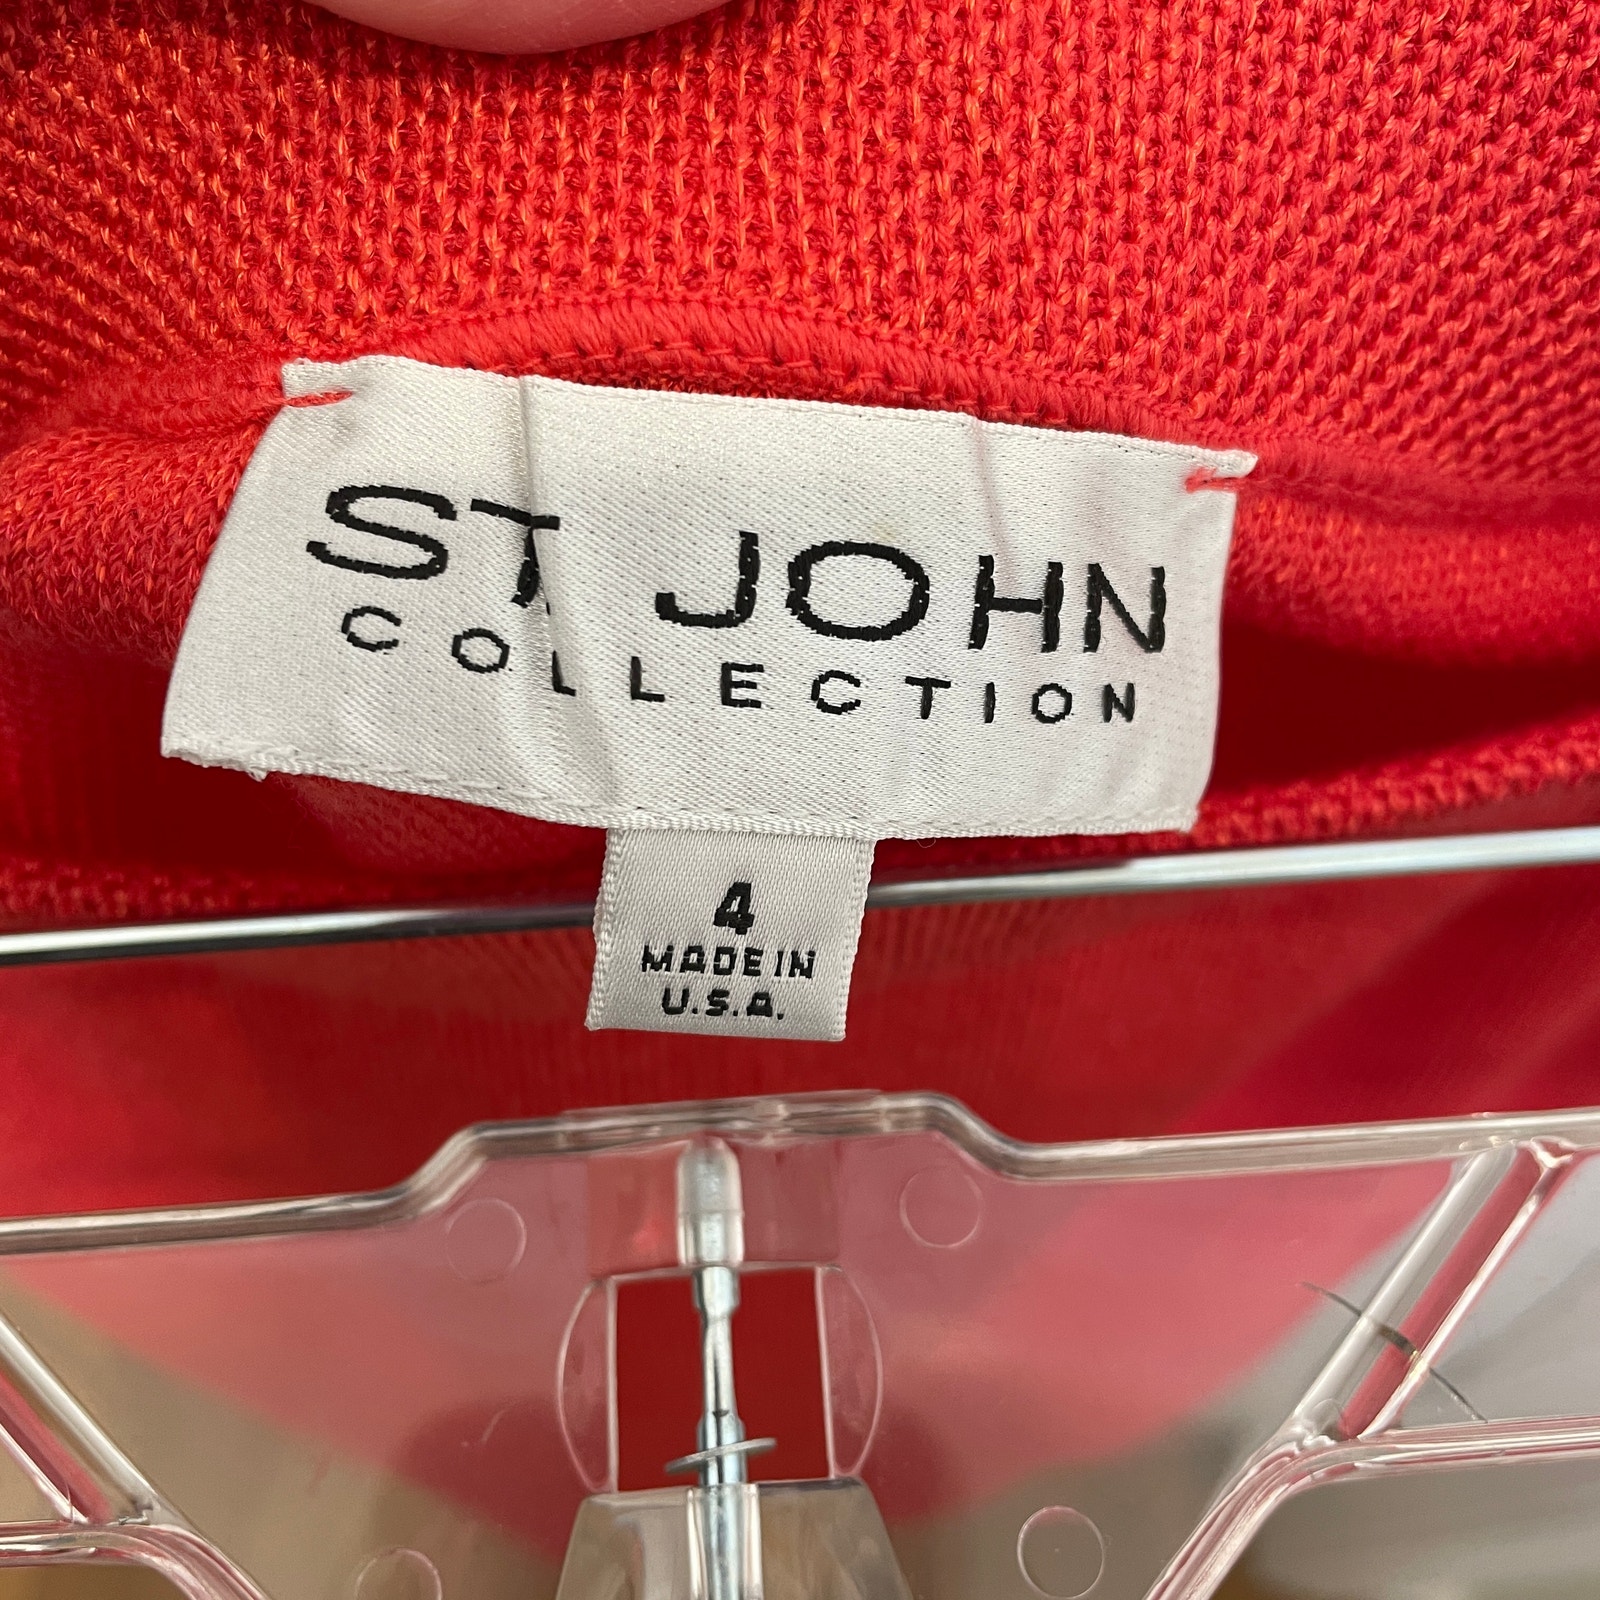 ST. JOHN
COLLECTION
4
MADE IN
U.S.A.